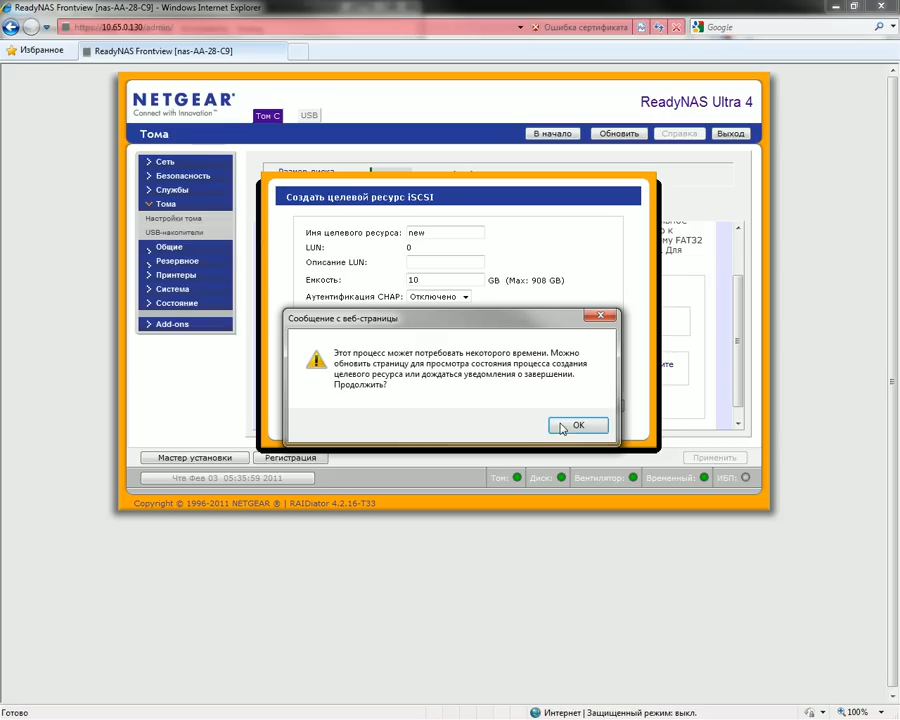 ReadyNAS Frontview [nas-AA-28-C9] - Windows Internet Explorer
https://10.65.0.130/admin/
Ошибка сертификата
Google
Избранное
ReadyNAS Frontview [nas-AA-28-C9]
NETGEAR®
Connect with Innovation™
Том C
USB
ReadyNAS Ultra 4
Тома
В начало
Обновить
Справка
Выход
Сеть
Безопасность
Службы
Тома
Настройки тома
USB-накопители
Общие
Резервное
Принтеры
Система
Состояние
Add-ons
Размер диска
Создать целевой ресурс iSCSI
Имя целевого ресурса: new
LUN: 0
Описание LUN:
Емкость: 10 GB (Max: 908 GB)
Аутентификация CHAP: Отключено
му FAT32
Для
Сообщение с веб-страницы
Этот процесс может потребовать некоторого времени. Можно
обновить страницу для просмотра состояния процесса создания
целевого ресурса или дождаться уведомления о завершении.
Продолжить?
OK
Мастер установки
Регистрация
Применить
Чтв Фев 03 05:35:59 2011
Том:
Диск:
Вентилятор:
Временный:
ИБП:
Copyright © 1996-2011 NETGEAR ® | RAIDiator 4.2.16-T33
Готово
Интернет | Защищенный режим: выкл.
100%